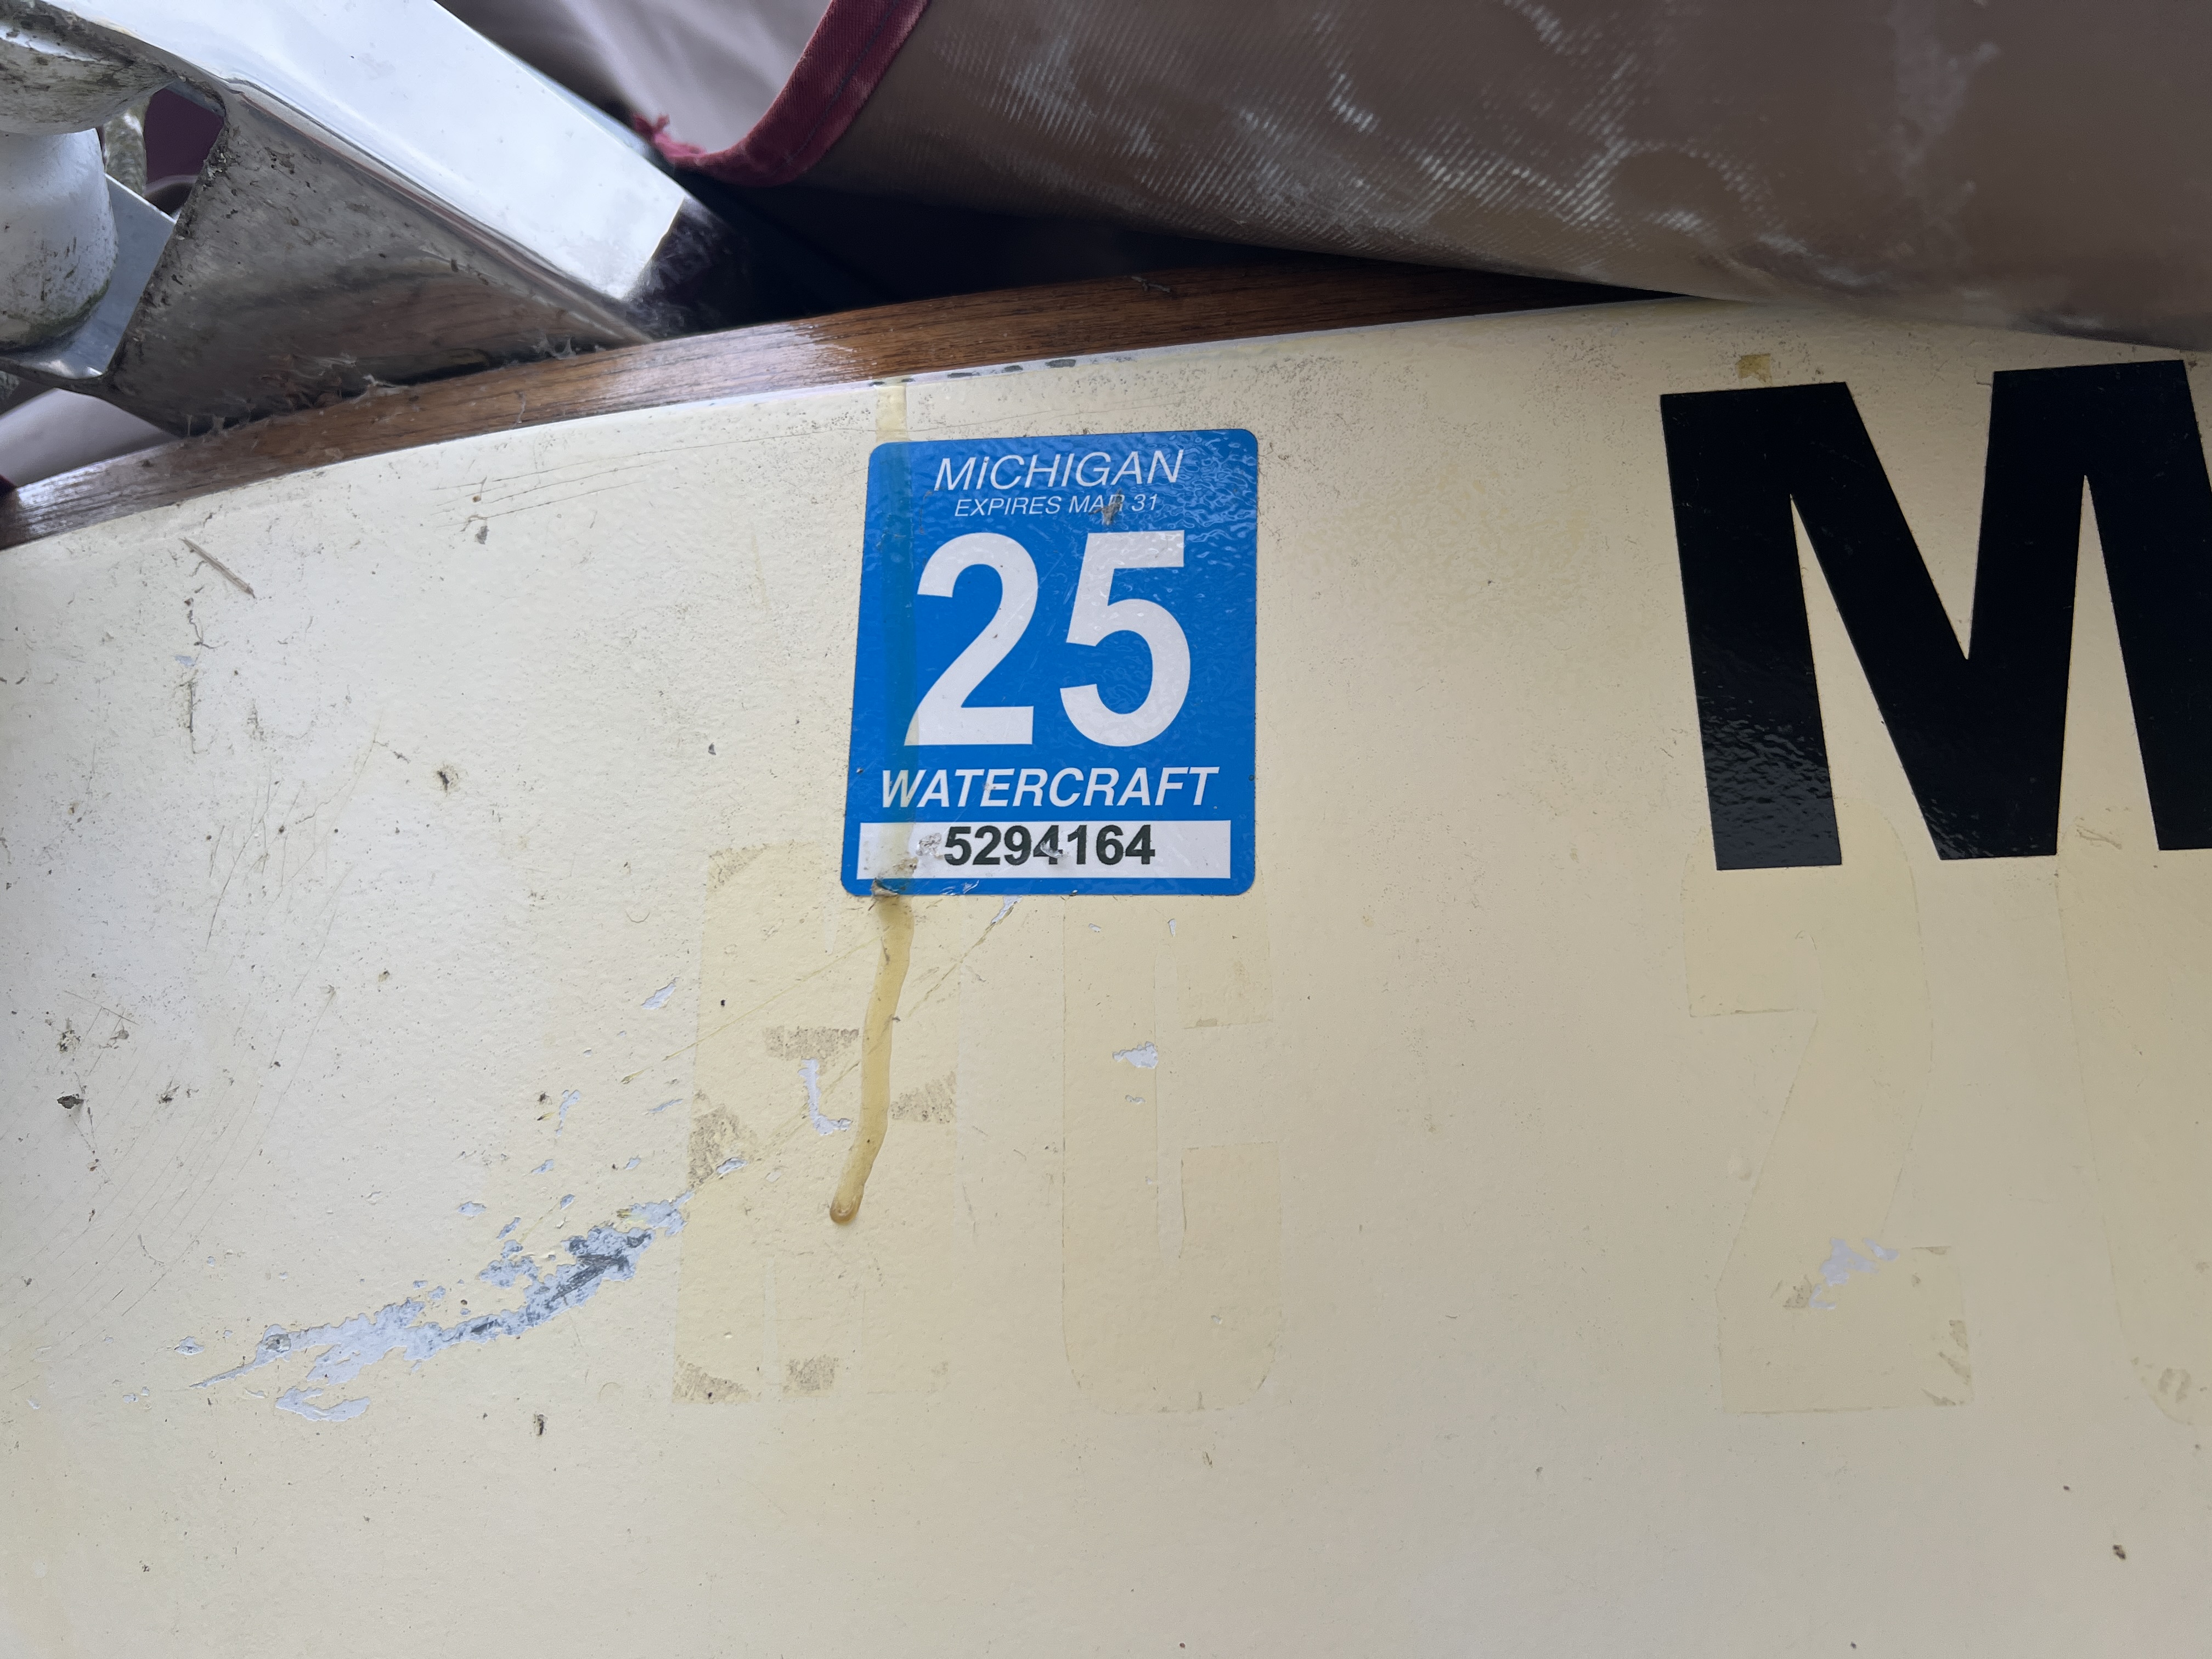 MiCHIGAN
EXPIRES MAR 31
25
WATERCRAFT
5294164
M